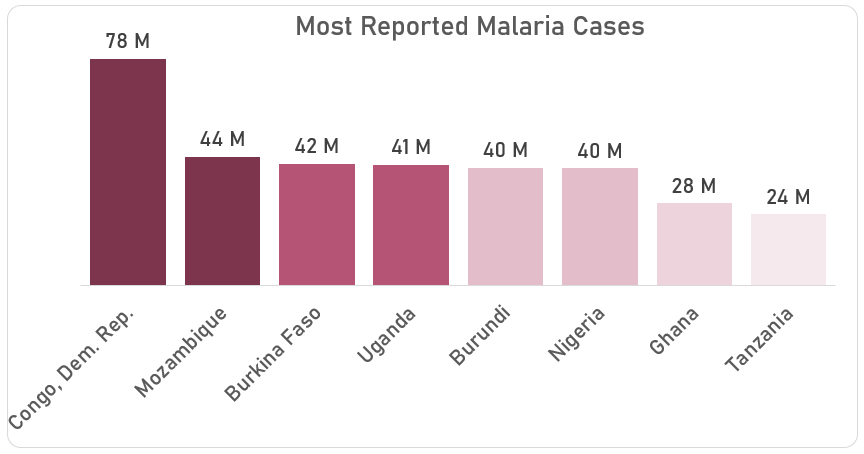 Most Reported Malaria Cases
78 M
44 M
42 M
41 M
40 M
40 M
28 M
24 M
Congo, Dem. Rep.
Mozambique
Burkina Faso
Uganda
Burundi
Nigeria
Ghana
Tanzania